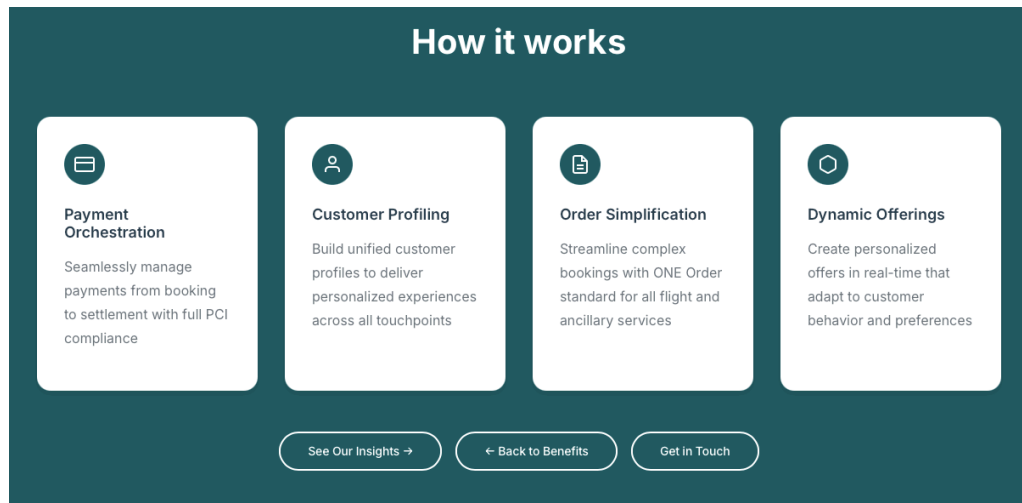 How it works
Payment
Orchestration
Seamlessly manage
payments from booking
to settlement with full PCI
compliance
Customer Profiling
Build unified customer
profiles to deliver
personalized experiences
across all touchpoints
Order Simplification
Streamline complex
bookings with ONE Order
standard for all flight and
ancillary services
Dynamic Offerings
Create personalized
offers in real-time that
adapt to customer
behavior and preferences
See Our Insights →
← Back to Benefits
Get in Touch